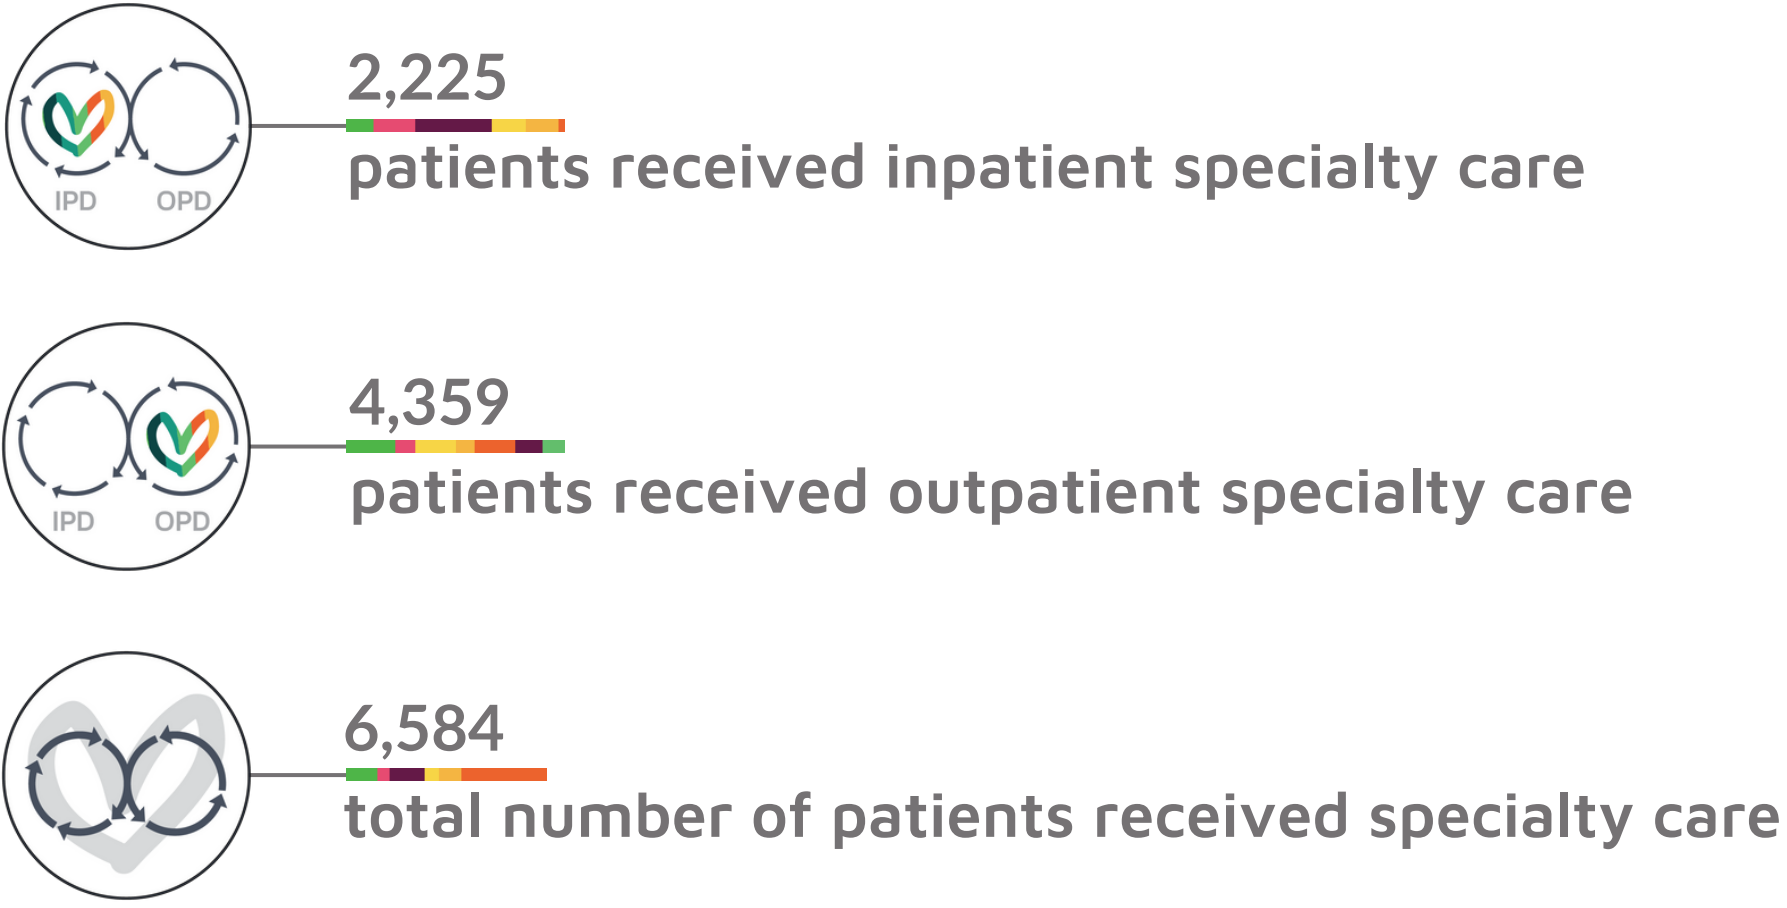 2,225
patients received inpatient specialty care
IPD OPD
4,359
patients received outpatient specialty care
IPD OPD
6,584
total number of patients received specialty care